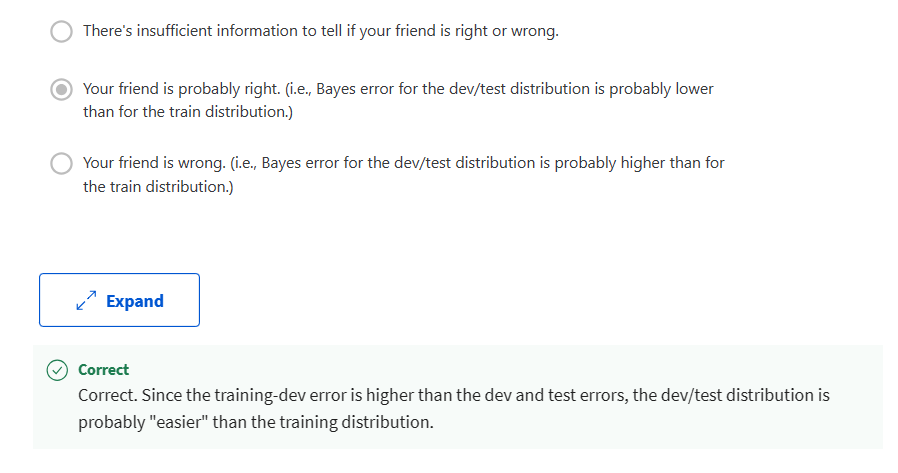 There's insufficient information to tell if your friend is right or wrong.
Your friend is probably right. (i.e., Bayes error for the dev/test distribution is probably lower
than for the train distribution.)
Your friend is wrong. (i.e., Bayes error for the dev/test distribution is probably higher than for
the train distribution.)
Expand
Correct
Correct. Since the training-dev error is higher than the dev and test errors, the dev/test distribution is
probably "easier" than the training distribution.